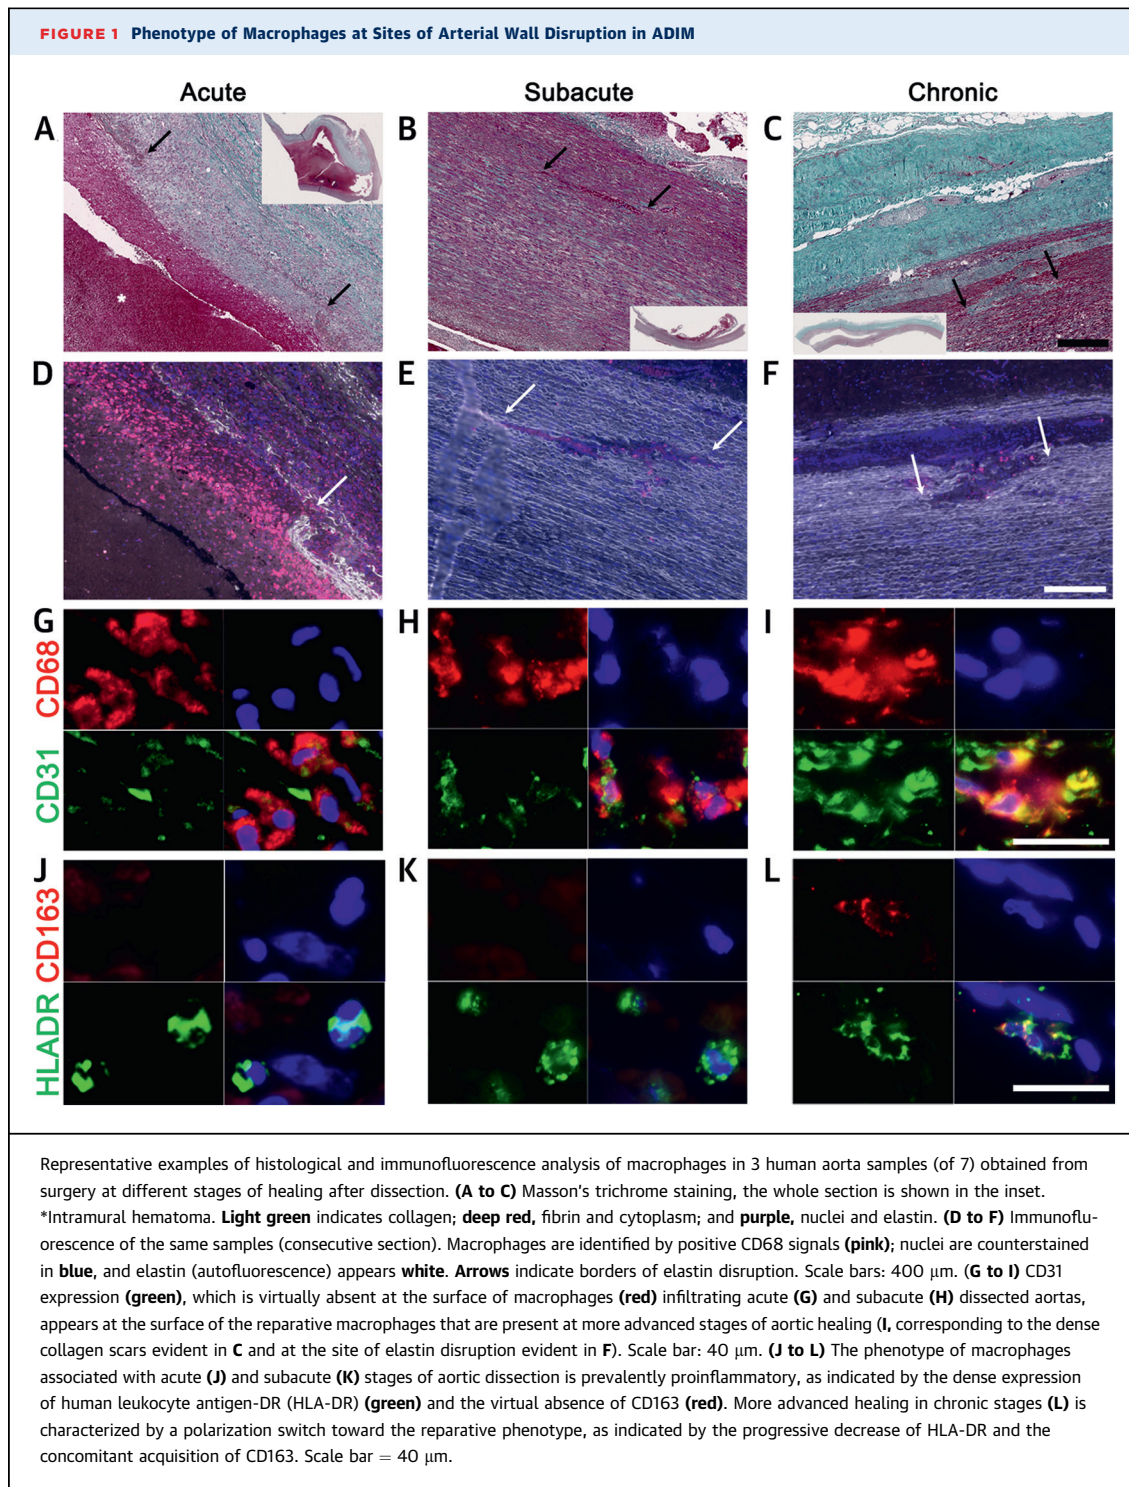 FIGURE 1 Phenotype of Macrophages at Sites of Arterial Wall Disruption in ADIM
Acute Subacute Chronic
A B C
*
D E F
G H I
CD68
CD31
J K L
CD163
HLADR
Representative examples of histological and immunofluorescence analysis of macrophages in 3 human aorta samples (of 7) obtained from
surgery at different stages of healing after dissection. (A to C) Masson's trichrome staining, the whole section is shown in the inset.
*Intramural hematoma. Light green indicates collagen; deep red, fibrin and cytoplasm; and purple, nuclei and elastin. (D to F) Immunoflu-
orescence of the same samples (consecutive section). Macrophages are identified by positive CD68 signals (pink); nuclei are counterstained
in blue, and elastin (autofluorescence) appears white. Arrows indicate borders of elastin disruption. Scale bars: 400 μm. (G to I) CD31
expression (green), which is virtually absent at the surface of macrophages (red) infiltrating acute (G) and subacute (H) dissected aortas,
appears at the surface of the reparative macrophages that are present at more advanced stages of aortic healing (I, corresponding to the dense
collagen scars evident in C and at the site of elastin disruption evident in F). Scale bar: 40 μm. (J to L) The phenotype of macrophages
associated with acute (J) and subacute (K) stages of aortic dissection is prevalently proinflammatory, as indicated by the dense expression
of human leukocyte antigen-DR (HLA-DR) (green) and the virtual absence of CD163 (red). More advanced healing in chronic stages (L) is
characterized by a polarization switch toward the reparative phenotype, as indicated by the progressive decrease of HLA-DR and the
concomitant acquisition of CD163. Scale bar = 40 μm.